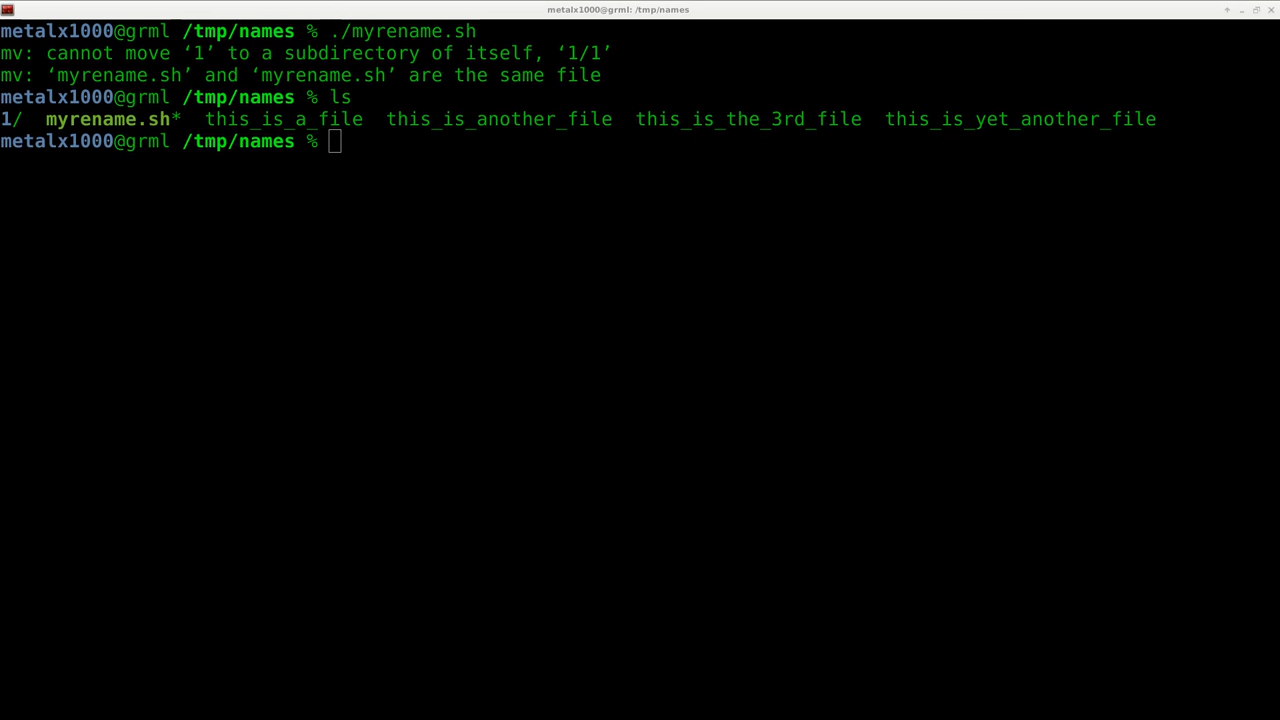 metalx1000@grml: /tmp/names
metalx1000@grml /tmp/names % ./myrename.sh
mv: cannot move ‘1’ to a subdirectory of itself, ‘1/1’
mv: ‘myrename.sh’ and ‘myrename.sh’ are the same file
metalx1000@grml /tmp/names % ls
1/  myrename.sh*  this_is_a_file  this_is_another_file  this_is_the_3rd_file  this_is_yet_another_file
metalx1000@grml /tmp/names %